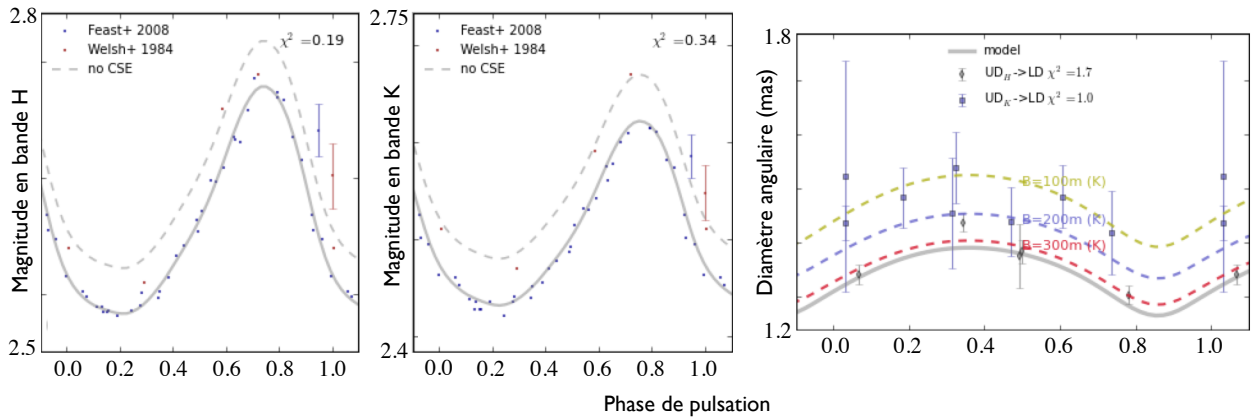 2.8
2.5
Magnitude en bande H
Feast+ 2008
Welsh+ 1984
no CSE
χ² =0.19
0.0 0.2 0.4 0.6 0.8 1.0
2.75
2.4
Magnitude en bande K
Feast+ 2008
Welsh+ 1984
no CSE
χ² =0.34
0.0 0.2 0.4 0.6 0.8 1.0
1.8
1.2
Diamètre angulaire (mas)
model
UD_H->LD χ² =1.7
UD_K->LD χ² =1.0
B=100m (K)
B=200m (K)
B=300m (K)
0.0 0.2 0.4 0.6 0.8 1.0
Phase de pulsation